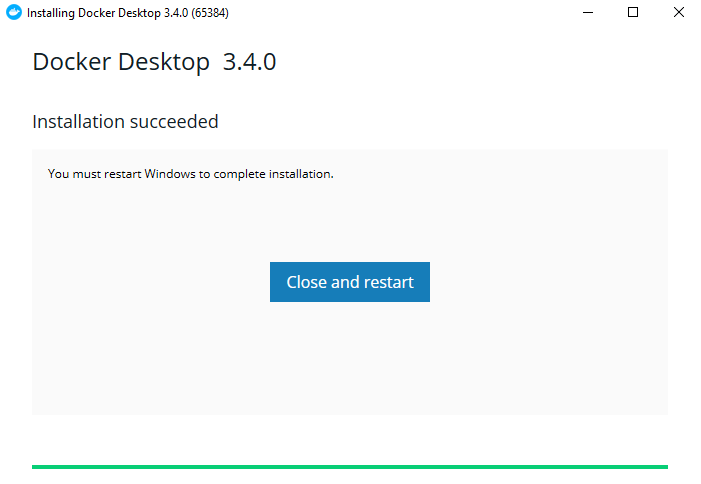 Installing Docker Desktop 3.4.0 (65384)
Docker Desktop 3.4.0
Installation succeeded
You must restart Windows to complete installation.
Close and restart